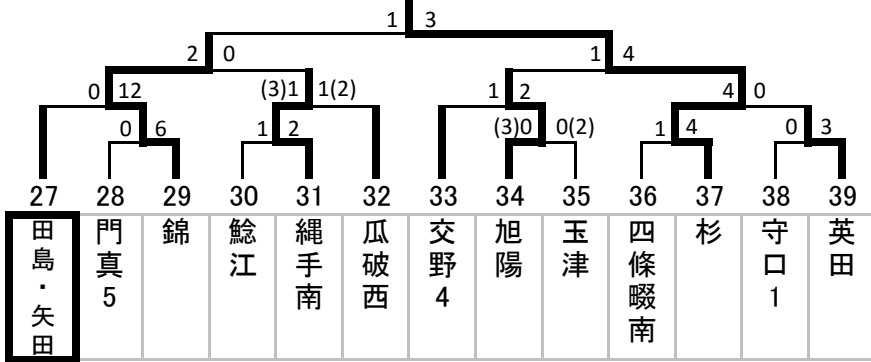 1 3
2 0 1 4
0 12 (3)1 1(2) 1 2 4 0
0 6 1 2 (3)0 0(2) 1 4 0 3
27 28 29 30 31 32 33 34 35 36 37 38 39
田島・矢田
門真5
錦
鯰江
縄手南
瓜破西
交野4
旭陽
玉津
四條畷南
杉
守口1
英田